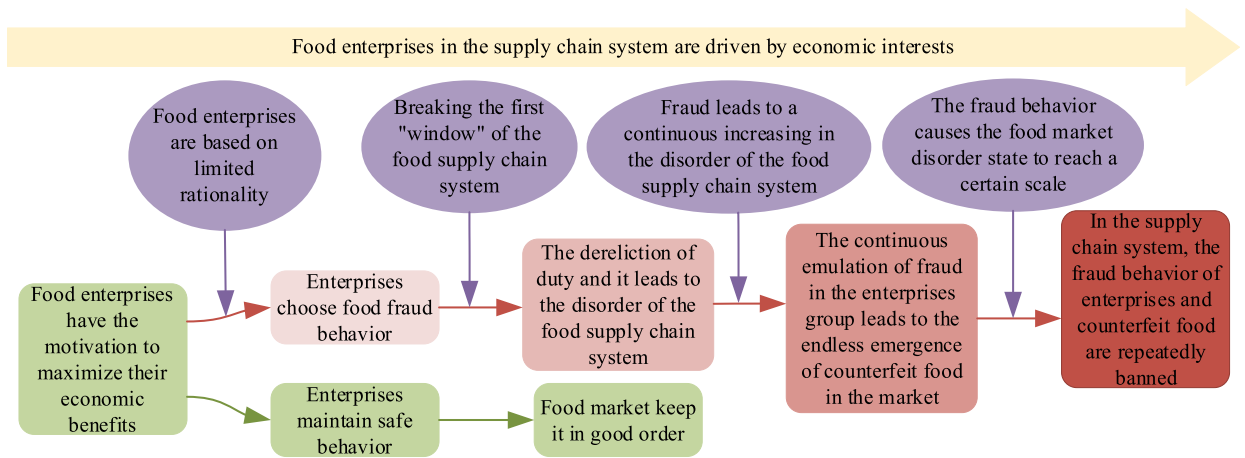 Food enterprises in the supply chain system are driven by economic interests
Food enterprises
are based on
limited
rationality
Breaking the first
"window" of the
food supply chain
system
Fraud leads to a
continuous increasing in
the disorder of the food
supply chain system
The fraud behavior
causes the food market
disorder state to reach a
certain scale
Food enterprises
have the
motivation to
maximize their
economic
benefits
Enterprises
choose food fraud
behavior
The dereliction of
duty and it leads to
the disorder of the
food supply chain
system
The continuous
emulation of fraud
in the enterprises
group leads to the
endless emergence
of counterfeit food
in the market
In the supply
chain system, the
fraud behavior of
enterprises and
counterfeit food
are repeatedly
banned
Enterprises
maintain safe
behavior
Food market keep
it in good order